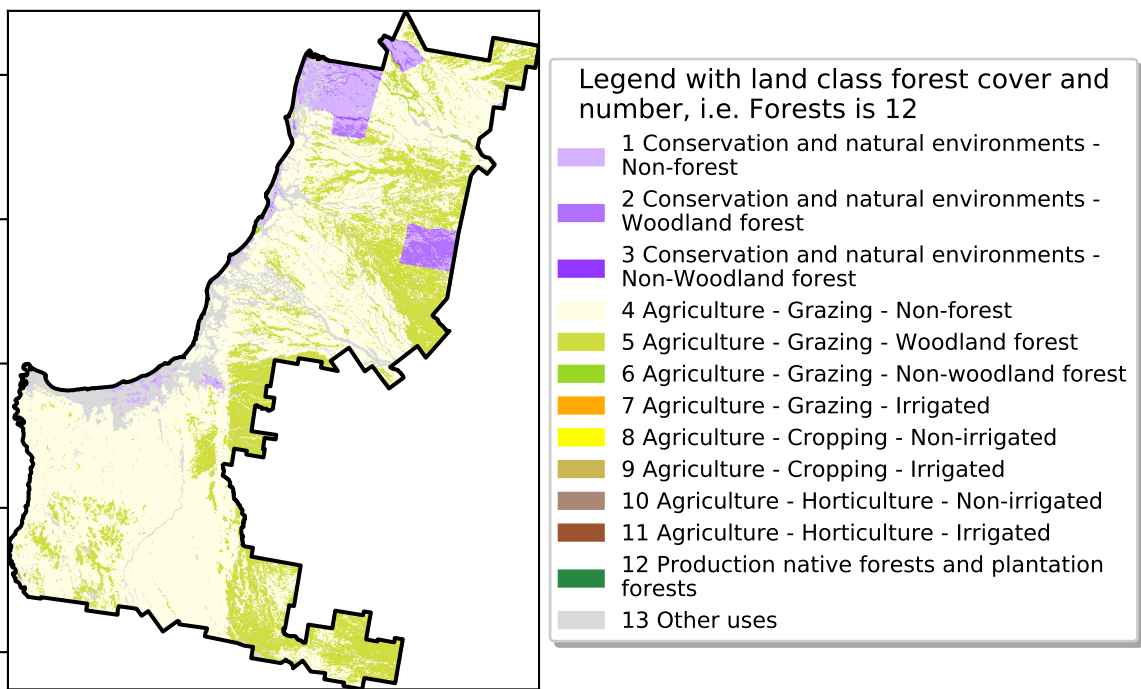 Legend with land class forest cover and
number, i.e. Forests is 12
1 Conservation and natural environments -
Non-forest
2 Conservation and natural environments -
Woodland forest
3 Conservation and natural environments -
Non-Woodland forest
4 Agriculture - Grazing - Non-forest
5 Agriculture - Grazing - Woodland forest
6 Agriculture - Grazing - Non-woodland forest
7 Agriculture - Grazing - Irrigated
8 Agriculture - Cropping - Non-irrigated
9 Agriculture - Cropping - Irrigated
10 Agriculture - Horticulture - Non-irrigated
11 Agriculture - Horticulture - Irrigated
12 Production native forests and plantation
forests
13 Other uses